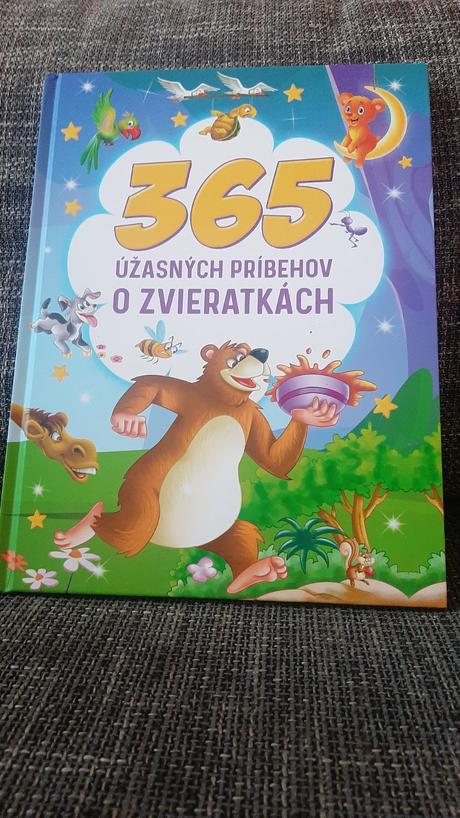 365
ÚŽASNÝCH PRÍBEHOV
O ZVIERATKÁCH